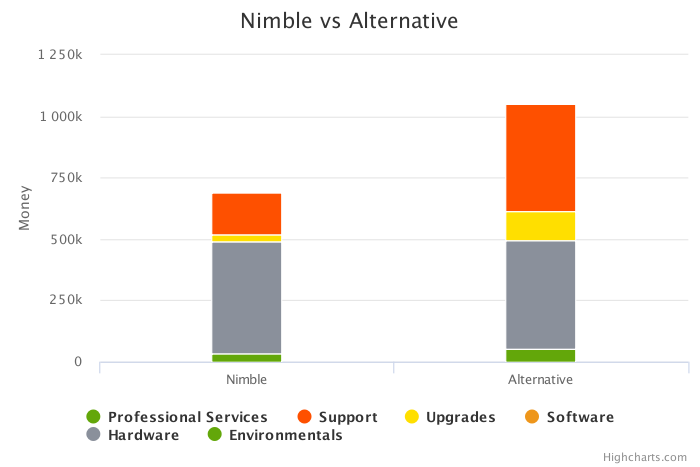 Nimble vs Alternative
1 250k
1 000k
750k
500k
250k
0
Money
Nimble
Alternative
Professional Services Support Upgrades Software
Hardware Environmentals
Highcharts.com